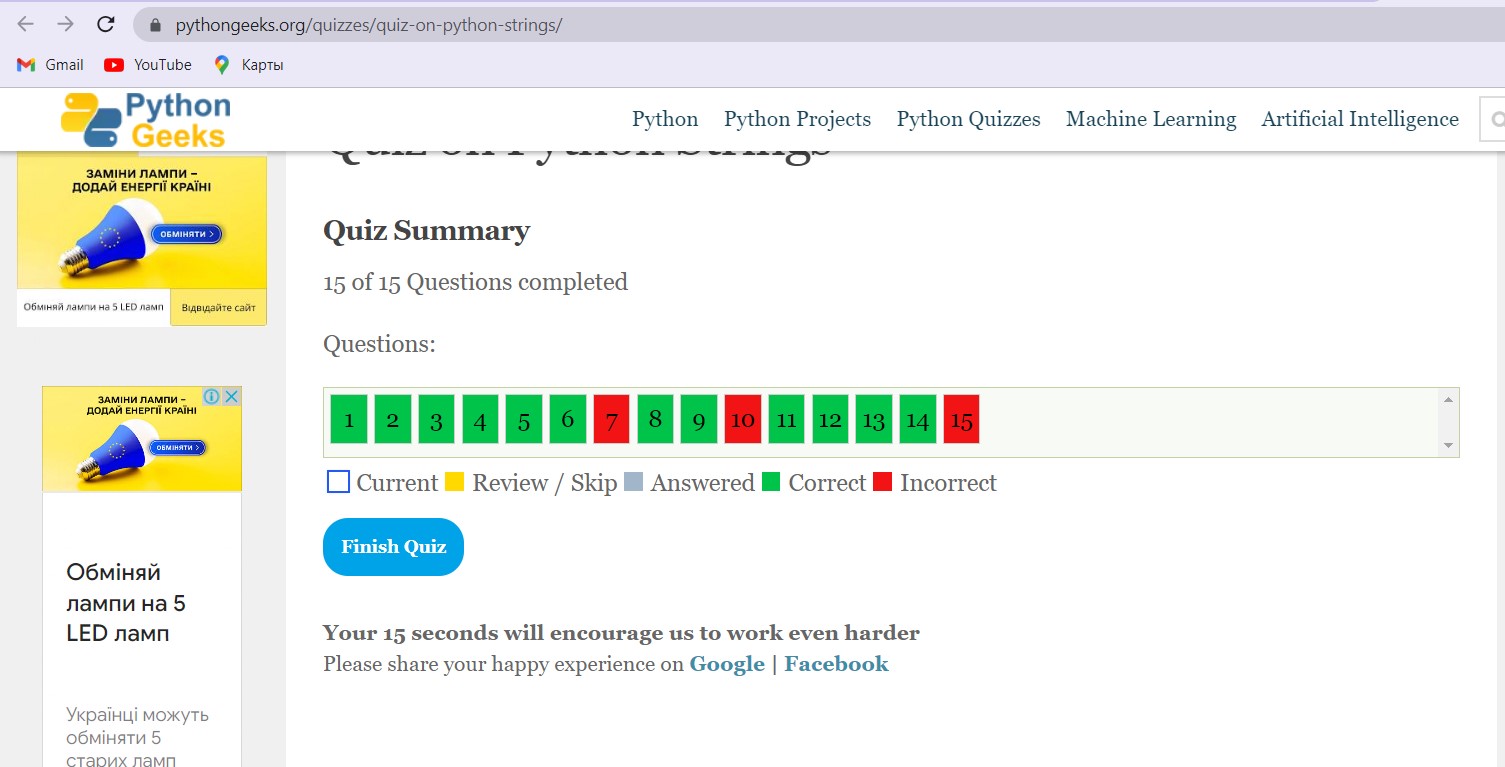 pythongeeks.org/quizzes/quiz-on-python-strings/
Gmail YouTube Карты
Python
Geeks
Python Python Projects Python Quizzes Machine Learning Artificial Intelligence
Quiz on Python Strings
ЗАМІНИ ЛАМПИ –
ДОДАЙ ЕНЕРГІЇ КРАЇНІ
ОБМІНЯТИ >
Обміняй лампи на 5 LED ламп Відвідайте сайт
Quiz Summary
15 of 15 Questions completed
Questions:
1 2 3 4 5 6 7 8 9 10 11 12 13 14 15
Current Review / Skip Answered Correct Incorrect
Finish Quiz
Your 15 seconds will encourage us to work even harder
Please share your happy experience on Google | Facebook
ЗАМІНИ ЛАМПИ –
ДОДАЙ ЕНЕРГІЇ КРАЇНІ
ОБМІНЯТИ >
Обміняй
лампи на 5
LED ламп
Українці можуть
обміняти 5
старих ламп